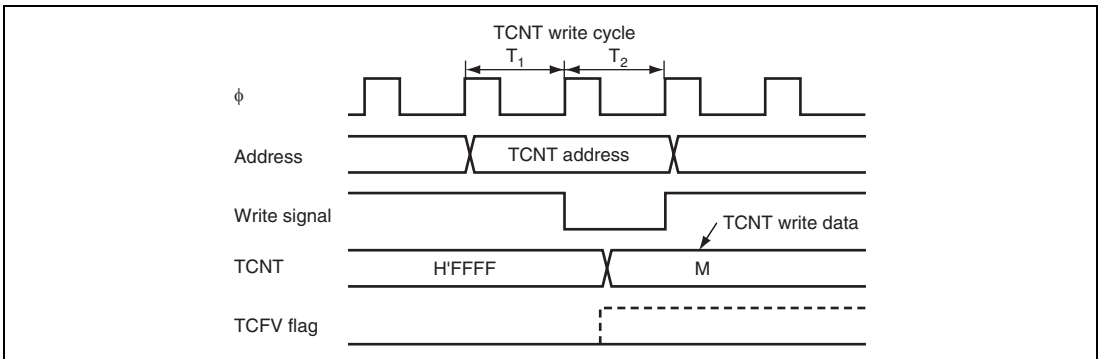 TCNT write cycle
T1 T2
ϕ
Address
TCNT address
Write signal
TCNT write data
TCNT
H'FFFF
M
TCFV flag